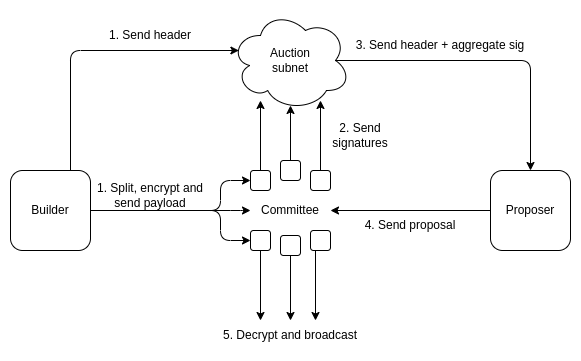 1. Send header
Auction
subnet
3. Send header + aggregate sig
2. Send
signatures
Builder
1. Split, encrypt and
send payload
Committee
Proposer
4. Send proposal
5. Decrypt and broadcast